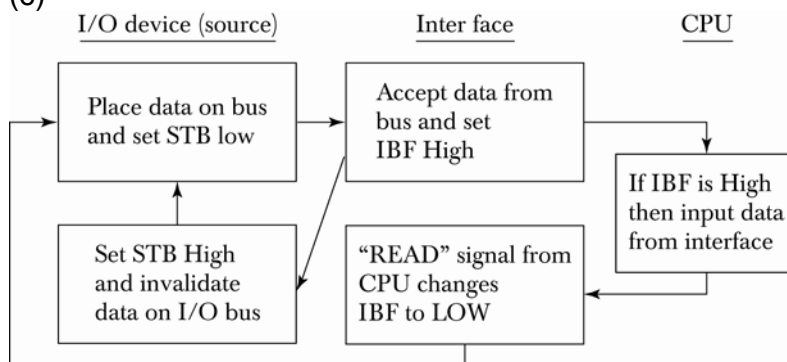 (c)
I/O device (source)
Inter face
CPU
Place data on bus
and set STB low
Accept data from
bus and set
IBF High
If IBF is High
then input data
from interface
Set STB High
and invalidate
data on I/O bus
“READ” signal from
CPU changes
IBF to LOW